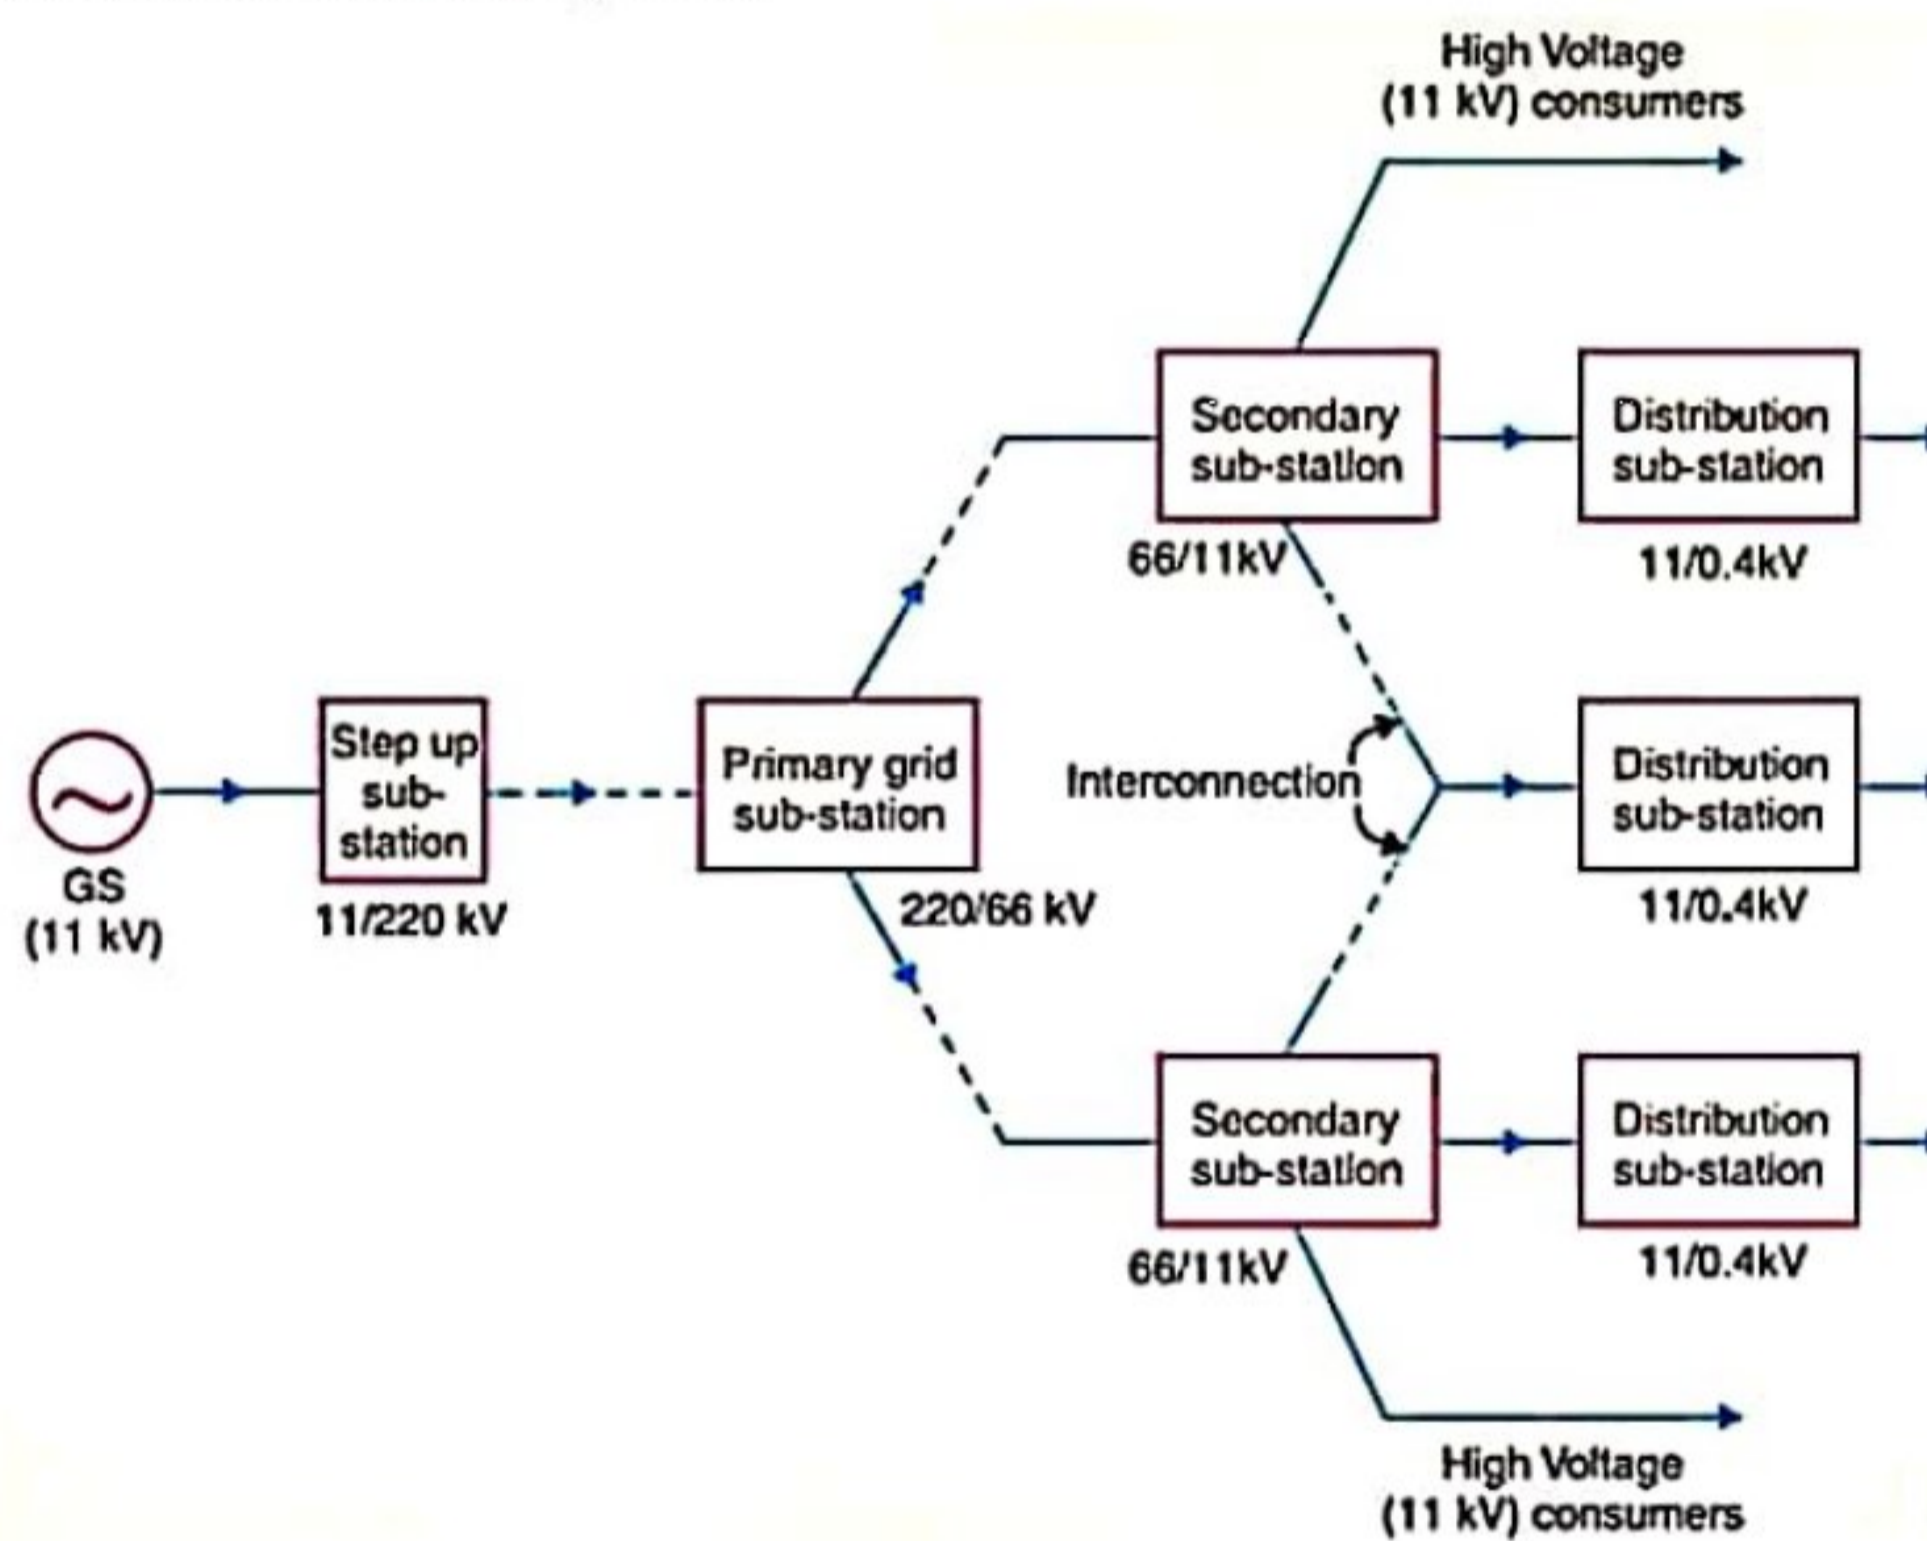 High Voltage
(11 kV) consumers
Secondary
sub-station
66/11kV
Distribution
sub-station
11/0.4kV
GS
(11 kV)
Step up
sub-
station
11/220 kV
Primary grid
sub-station
220/66 kV
Interconnection
Distribution
sub-station
11/0.4kV
Secondary
sub-station
66/11kV
Distribution
sub-station
11/0.4kV
High Voltage
(11 kV) consumers